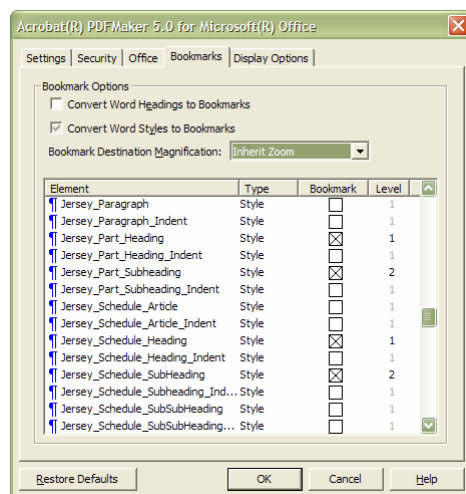 Acrobat(R) PDFMaker 5.0 for Microsoft(R) Office
Settings Security Office Bookmarks Display Options
Bookmark Options
Convert Word Headings to Bookmarks
Convert Word Styles to Bookmarks
Bookmark Destination Magnification: Inherit Zoom
Element Type Bookmark Level
¶ Jersey_Paragraph Style 1
¶ Jersey_Paragraph_Indent Style 1
¶ Jersey_Part_Heading Style 1
¶ Jersey_Part_Heading_Indent Style 1
¶ Jersey_Part_Subheading Style 2
¶ Jersey_Part_Subheading_Indent Style 1
¶ Jersey_Schedule_Article Style 1
¶ Jersey_Schedule_Article_Indent Style 1
¶ Jersey_Schedule_Heading Style 1
¶ Jersey_Schedule_Heading_Indent Style 1
¶ Jersey_Schedule_SubHeading Style 2
¶ Jersey_Schedule_Subheading_Ind... Style 1
¶ Jersey_Schedule_SubSubHeading Style 1
¶ Jersey_Schedule_SubSubHeading... Style 1
Restore Defaults OK Cancel Help